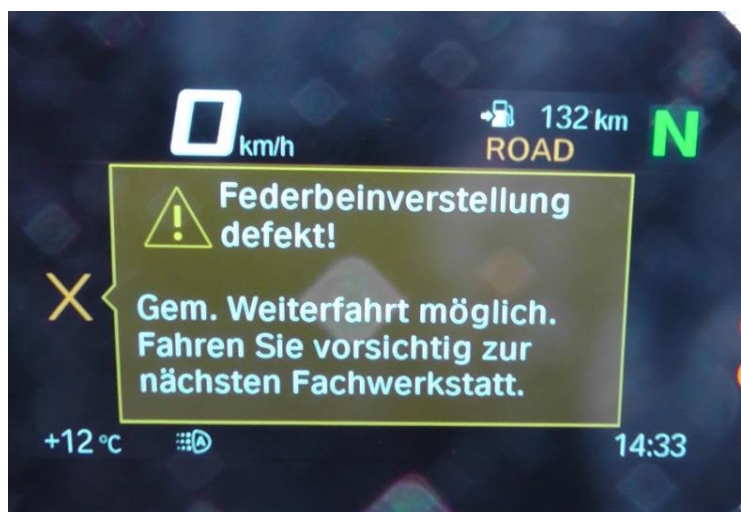 0 km/h
132 km
ROAD
N
Federbeinverstellung
defekt!
X
Gem. Weiterfahrt möglich.
Fahren Sie vorsichtig zur
nächsten Fachwerkstatt.
+12 °C
A
14:33